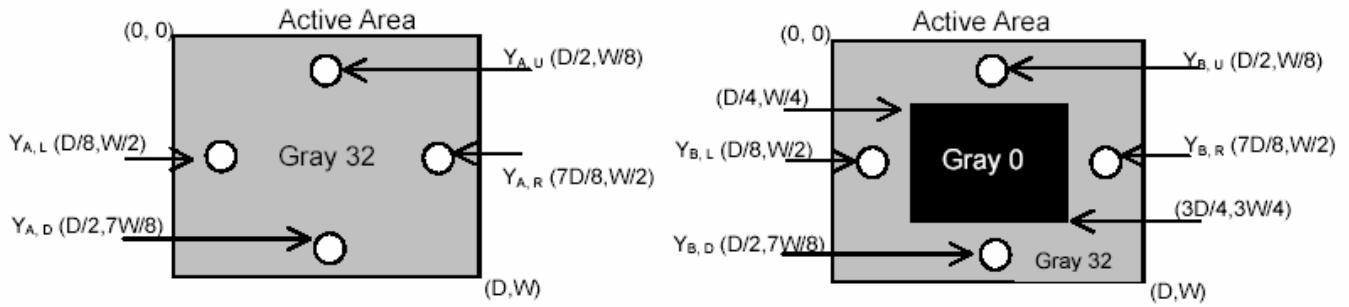 Active Area
(0, 0)
YA, U (D/2,W/8)
YA, L (D/8,W/2)
Gray 32
YA, R (7D/8,W/2)
YA, D (D/2,7W/8)
(D,W)
Active Area
(0, 0)
YB, U (D/2,W/8)
(D/4,W/4)
YB, L (D/8,W/2)
Gray 0
YB, R (7D/8,W/2)
(3D/4,3W/4)
YB, D (D/2,7W/8)
Gray 32
(D,W)